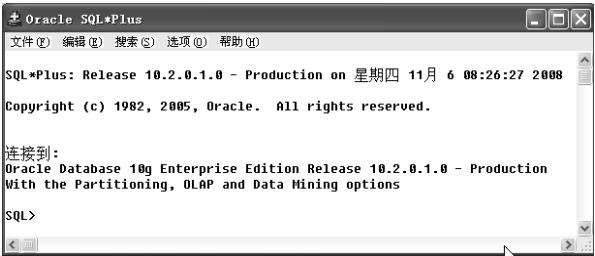 Oracle SQL*Plus
文件(F) 编辑(E) 搜索(S) 选项(O) 帮助(H)
SQL*Plus: Release 10.2.0.1.0 - Production on 星期四 11月 6 08:26:27 2008
Copyright (c) 1982, 2005, Oracle.  All rights reserved.
连接到:
Oracle Database 10g Enterprise Edition Release 10.2.0.1.0 - Production
With the Partitioning, OLAP and Data Mining options
SQL>